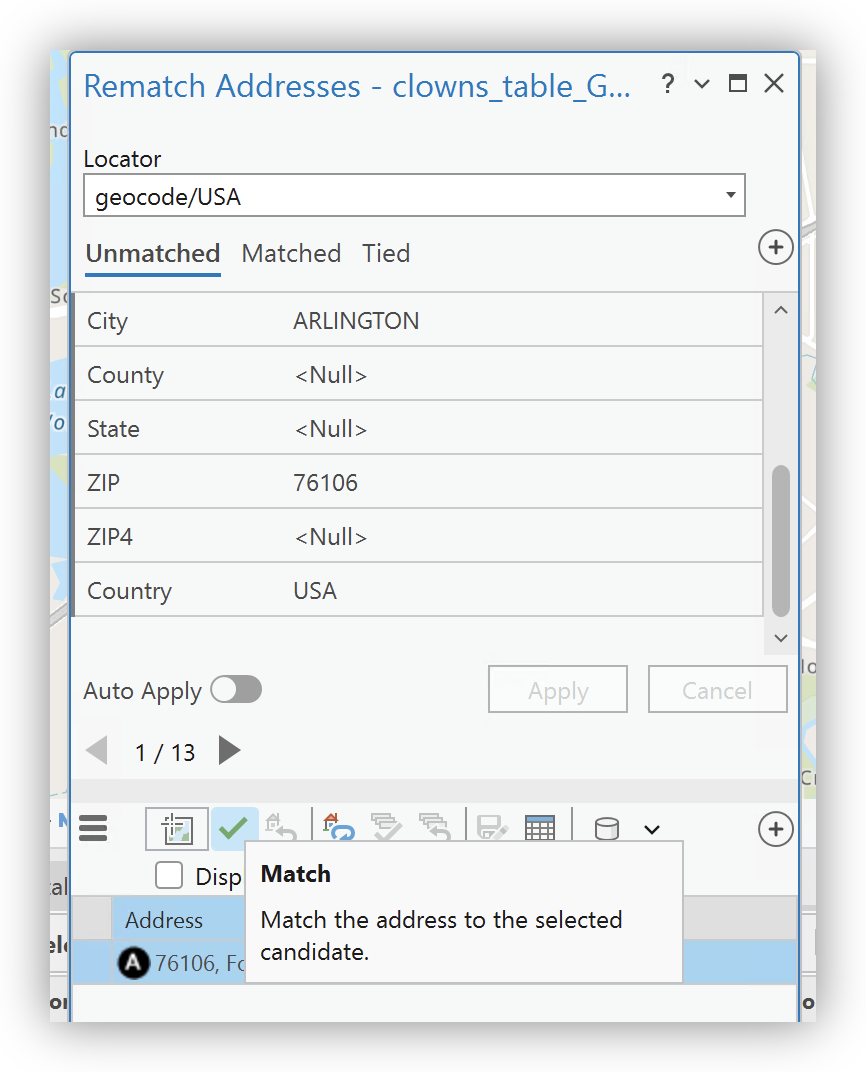 Rematch Addresses - clowns_table_G...
?
Locator
geocode/USA
Unmatched Matched Tied
City ARLINGTON
County <Null>
State <Null>
ZIP 76106
ZIP4 <Null>
Country USA
Auto Apply Apply Cancel
1 / 13
Disp
Match
Match the address to the selected
candidate.
Address
A 76106, Fo